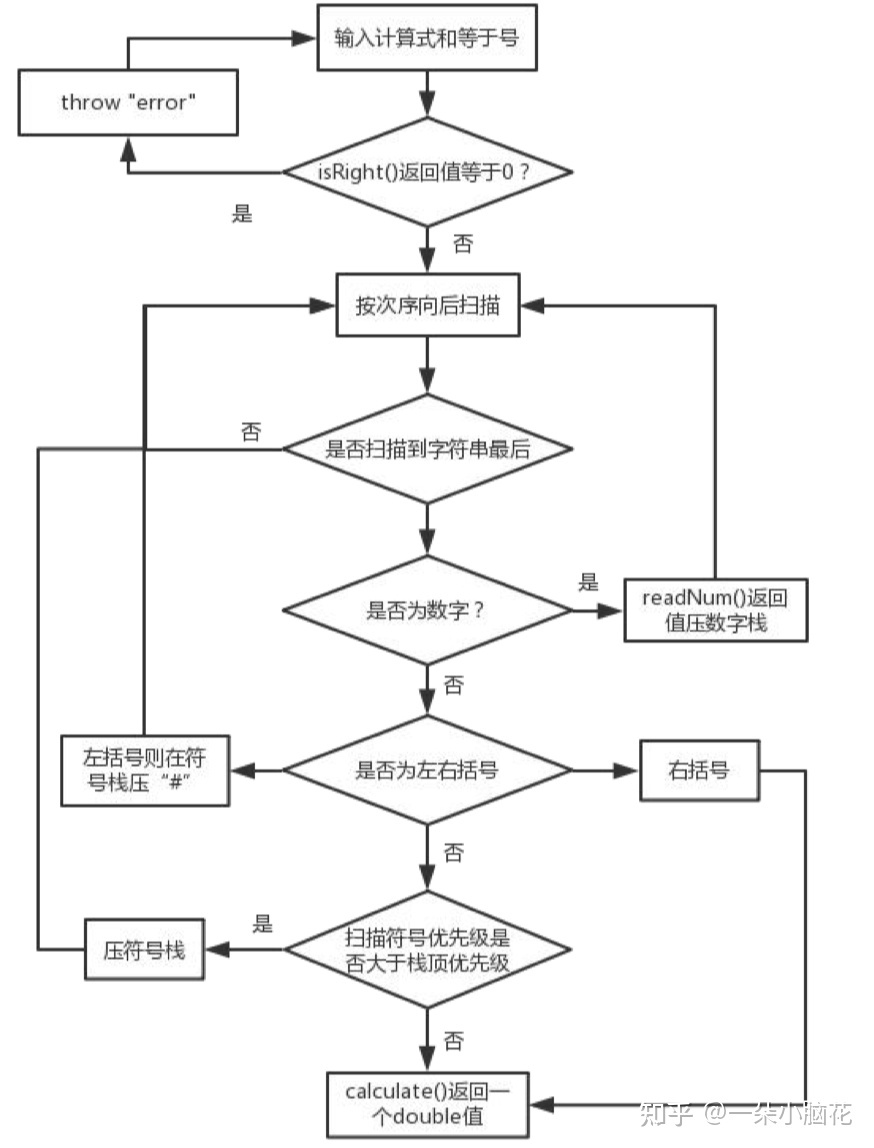 输入计算式和等于号
throw "error"
isRight()返回值等于0？
是
否
按次序向后扫描
否
是否扫描到字符串最后
是否为数字？
是
readNum()返回
值压数字栈
否
左括号则在符
号栈压“#”
是否为左右括号
右括号
否
扫描符号优先级是
否大于栈顶优先级
是
压符号栈
否
calculate()返回一
个double值
知乎 @一朵小脑花